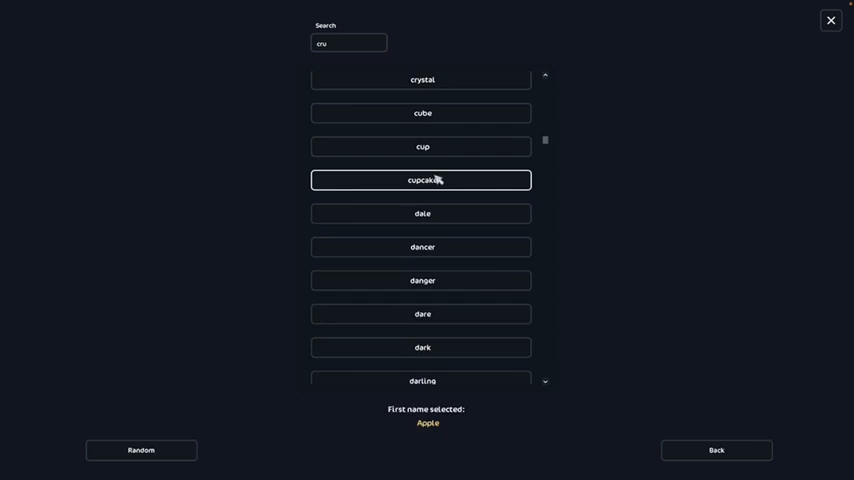 Search
cru
crystal
cube
cup
cupcake
dale
dancer
danger
dare
dark
darling
First name selected:
Apple
Random
Back